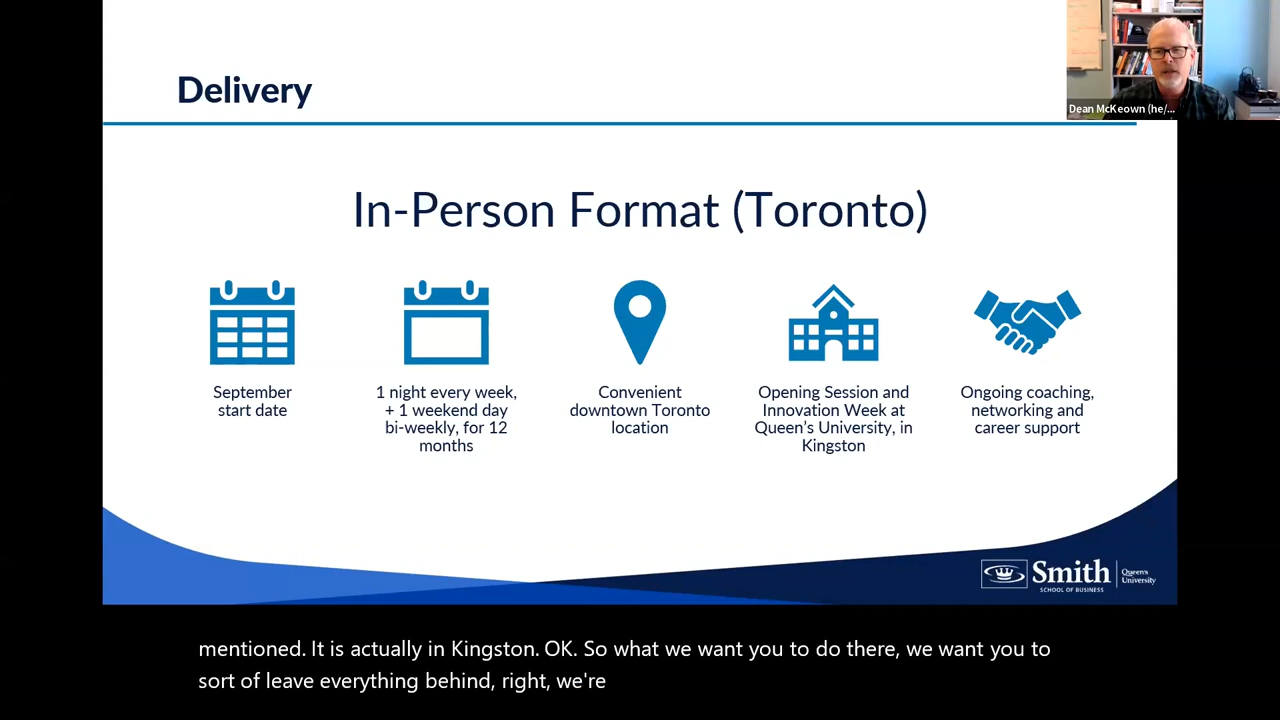 Delivery
Dean McKeown (he/...
In-Person Format (Toronto)
September
start date
1 night every week,
+ 1 weekend day
bi-weekly, for 12
months
Convenient
downtown Toronto
location
Opening Session and
Innovation Week at
Queen's University, in
Kingston
Ongoing coaching,
networking and
career support
Smith
SCHOOL OF BUSINESS
Queen's
University
mentioned. It is actually in Kingston. OK. So what we want you to do there, we want you to
sort of leave everything behind, right, we're